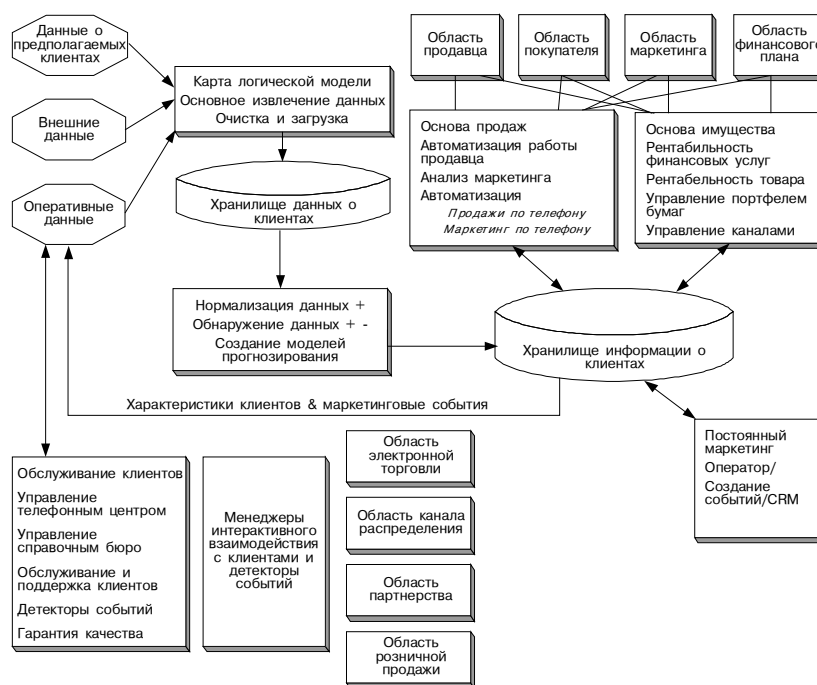 Данные о
предполагаемых
клиентах
Внешние
данные
Оперативные
данные
Карта логической модели
Основное извлечение данных
Очистка и загрузка
Хранилище данных о
клиентах
Нормализация данных +
Обнаружение данных + -
Создание моделей
прогнозирования
Область
продавца
Область
покупателя
Область
маркетинга
Область
финансового
плана
Основа продаж
Автоматизация работы
продавца
Анализ маркетинга
Автоматизация
Продажи по телефону
Маркетинг по телефону
Основа имущества
Рентабильность
финансовых услуг
Рентабельность товара
Управление портфелем
бумаг
Управление каналами
Хранилище информации о
клиентах
Характеристики клиентов & маркетинговые события
Постоянный
маркетинг
Оператор/
Создание
событий/CRM
Обслуживание клиентов
Управление
телефонным центром
Управление
справочным бюро
Обслуживание и
поддержка клиентов
Детекторы событий
Гарантия качества
Менеджеры
интерактивного
взаимодействия
с клиентами и
детекторы
событий
Область
электронной
торговли
Область канала
распределения
Область
партнерства
Область
розничной
продажи